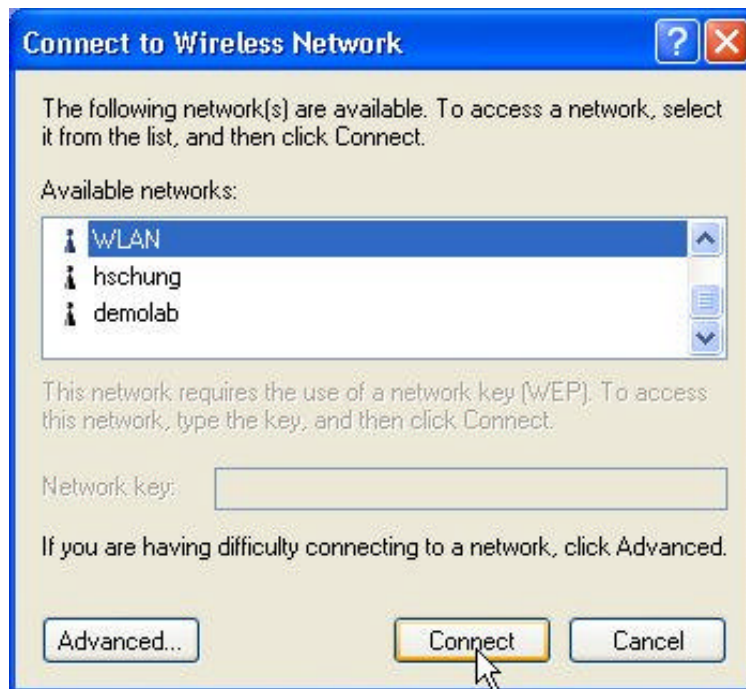 Connect to Wireless Network
The following network(s) are available. To access a network, select
it from the list, and then click Connect.
Available networks:
WLAN
hschung
demolab
This network requires the use of a network key (WEP). To access
this network, type the key, and then click Connect.
Network key:
If you are having difficulty connecting to a network, click Advanced.
Advanced... Connect Cancel